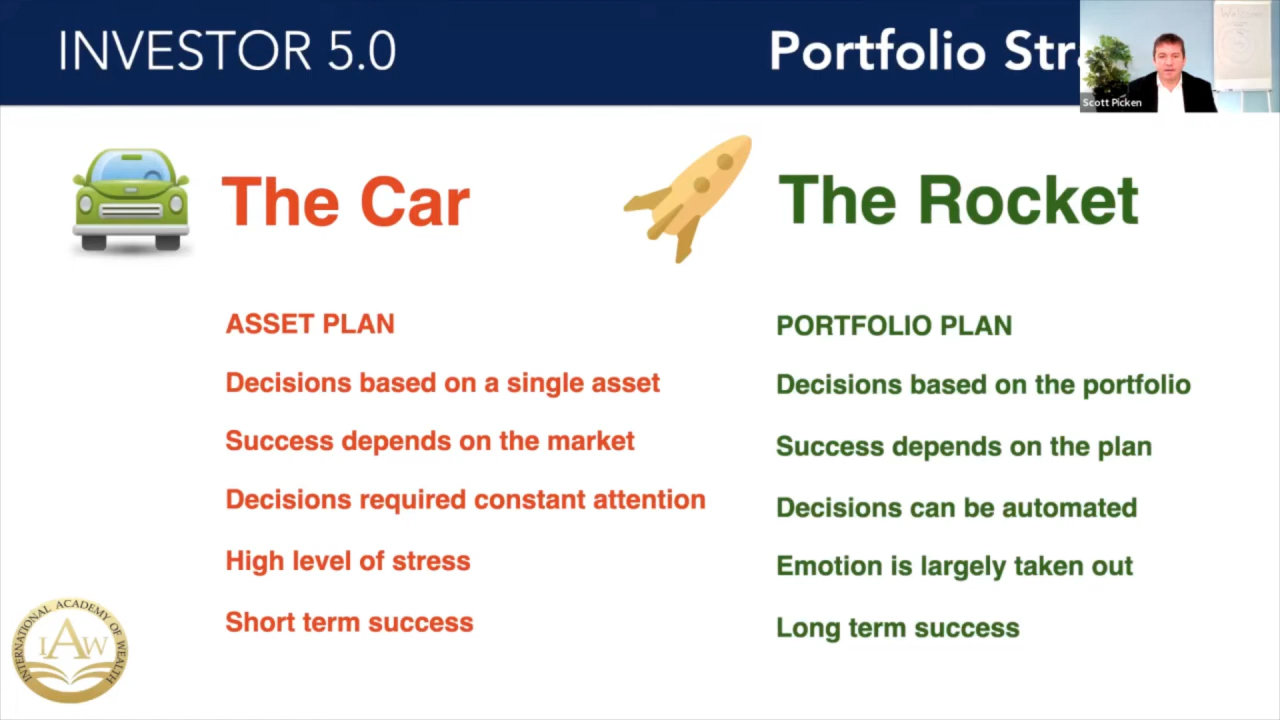 INVESTOR 5.0
Portfolio
Welcome
Scott Picken
The Car
The Rocket
ASSET PLAN
Decisions based on a single asset
Success depends on the market
Decisions required constant attention
High level of stress
Short term success
PORTFOLIO PLAN
Decisions based on the portfolio
Success depends on the plan
Decisions can be automated
Emotion is largely taken out
Long term success
INTERNATIONAL ACADEMY OF WEALTH
IAW